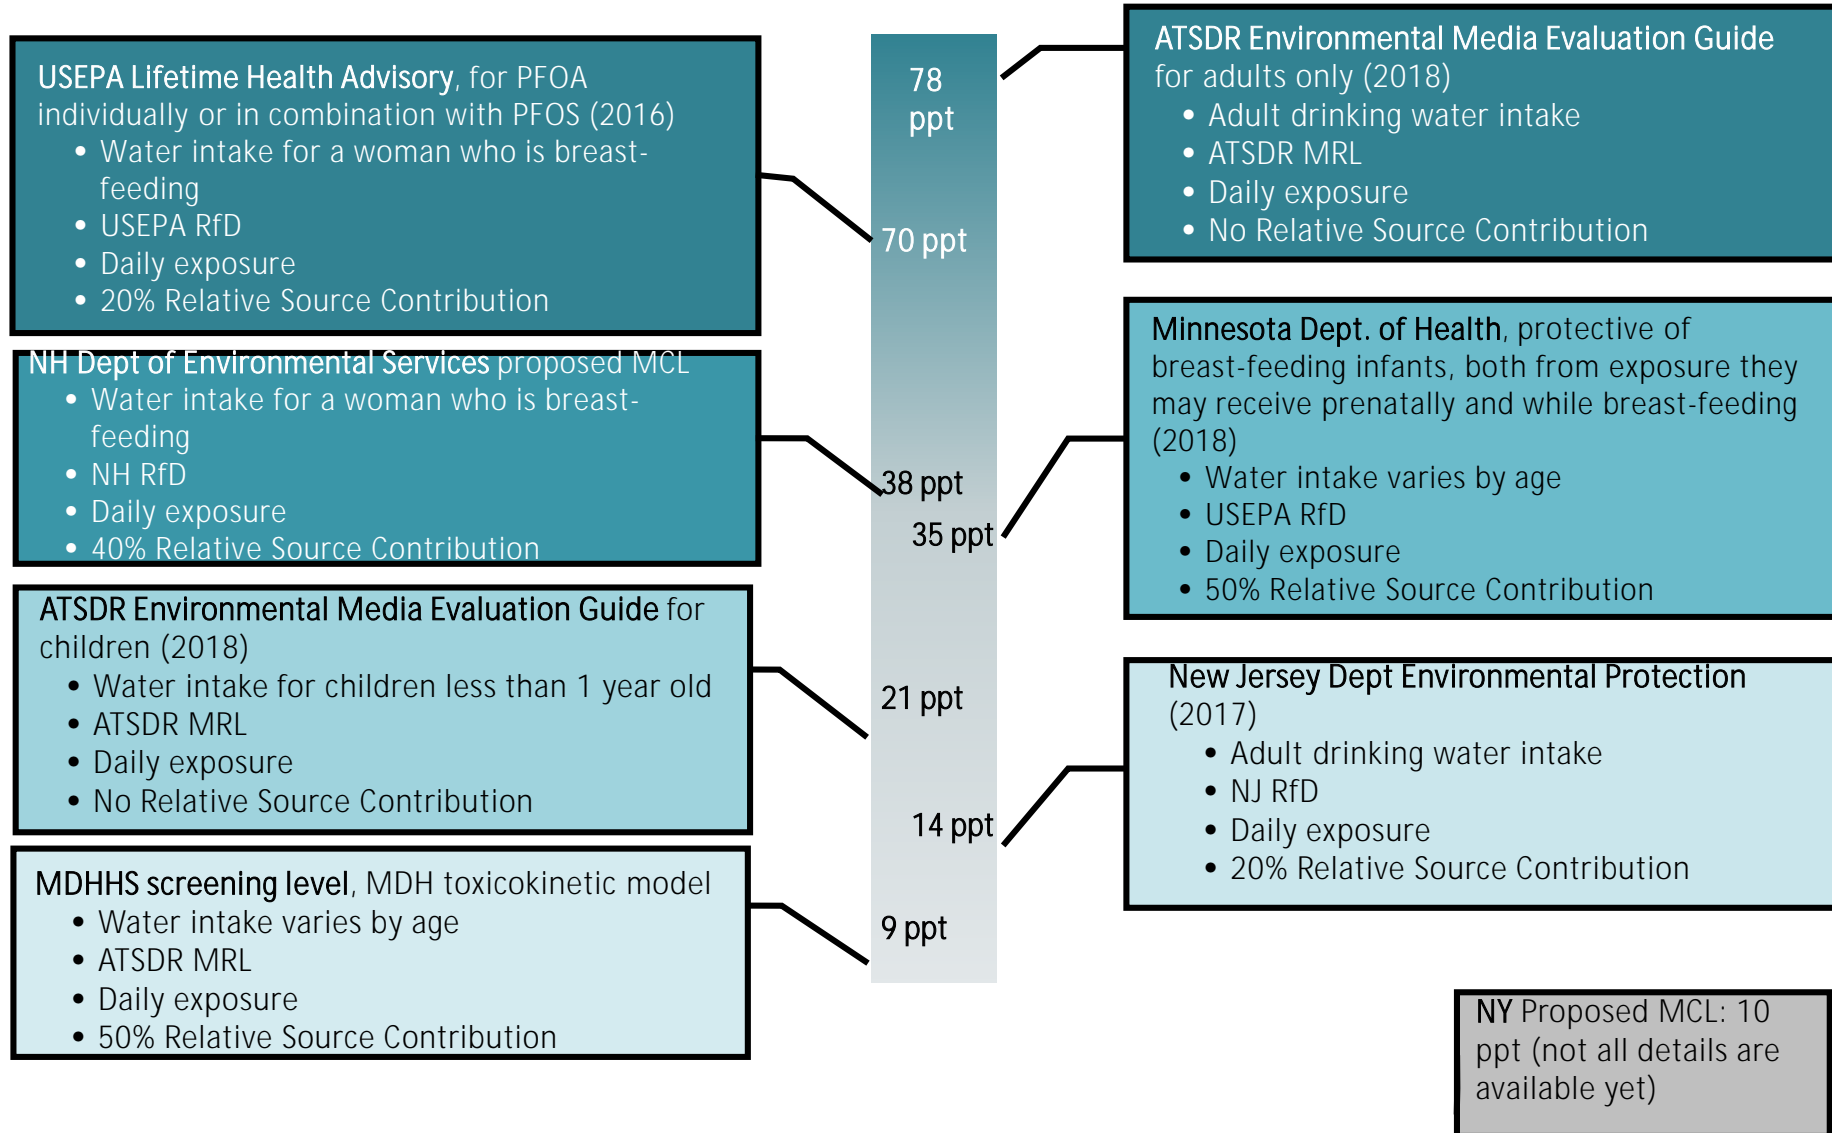 USEPA Lifetime Health Advisory, for PFOA
individually or in combination with PFOS (2016)
• Water intake for a woman who is breast-
feeding
• USEPA RfD
• Daily exposure
• 20% Relative Source Contribution
NH Dept of Environmental Services proposed MCL
• Water intake for a woman who is breast-
feeding
• NH RfD
• Daily exposure
• 40% Relative Source Contribution
ATSDR Environmental Media Evaluation Guide for
children (2018)
• Water intake for children less than 1 year old
• ATSDR MRL
• Daily exposure
• No Relative Source Contribution
MDHHS screening level, MDH toxicokinetic model
• Water intake varies by age
• ATSDR MRL
• Daily exposure
• 50% Relative Source Contribution
78
ppt
70 ppt
38 ppt
35 ppt
21 ppt
14 ppt
9 ppt
ATSDR Environmental Media Evaluation Guide
for adults only (2018)
• Adult drinking water intake
• ATSDR MRL
• Daily exposure
• No Relative Source Contribution
Minnesota Dept. of Health, protective of
breast-feeding infants, both from exposure they
may receive prenatally and while breast-feeding
(2018)
• Water intake varies by age
• USEPA RfD
• Daily exposure
• 50% Relative Source Contribution
New Jersey Dept Environmental Protection
(2017)
• Adult drinking water intake
• NJ RfD
• Daily exposure
• 20% Relative Source Contribution
NY Proposed MCL: 10
ppt (not all details are
available yet)